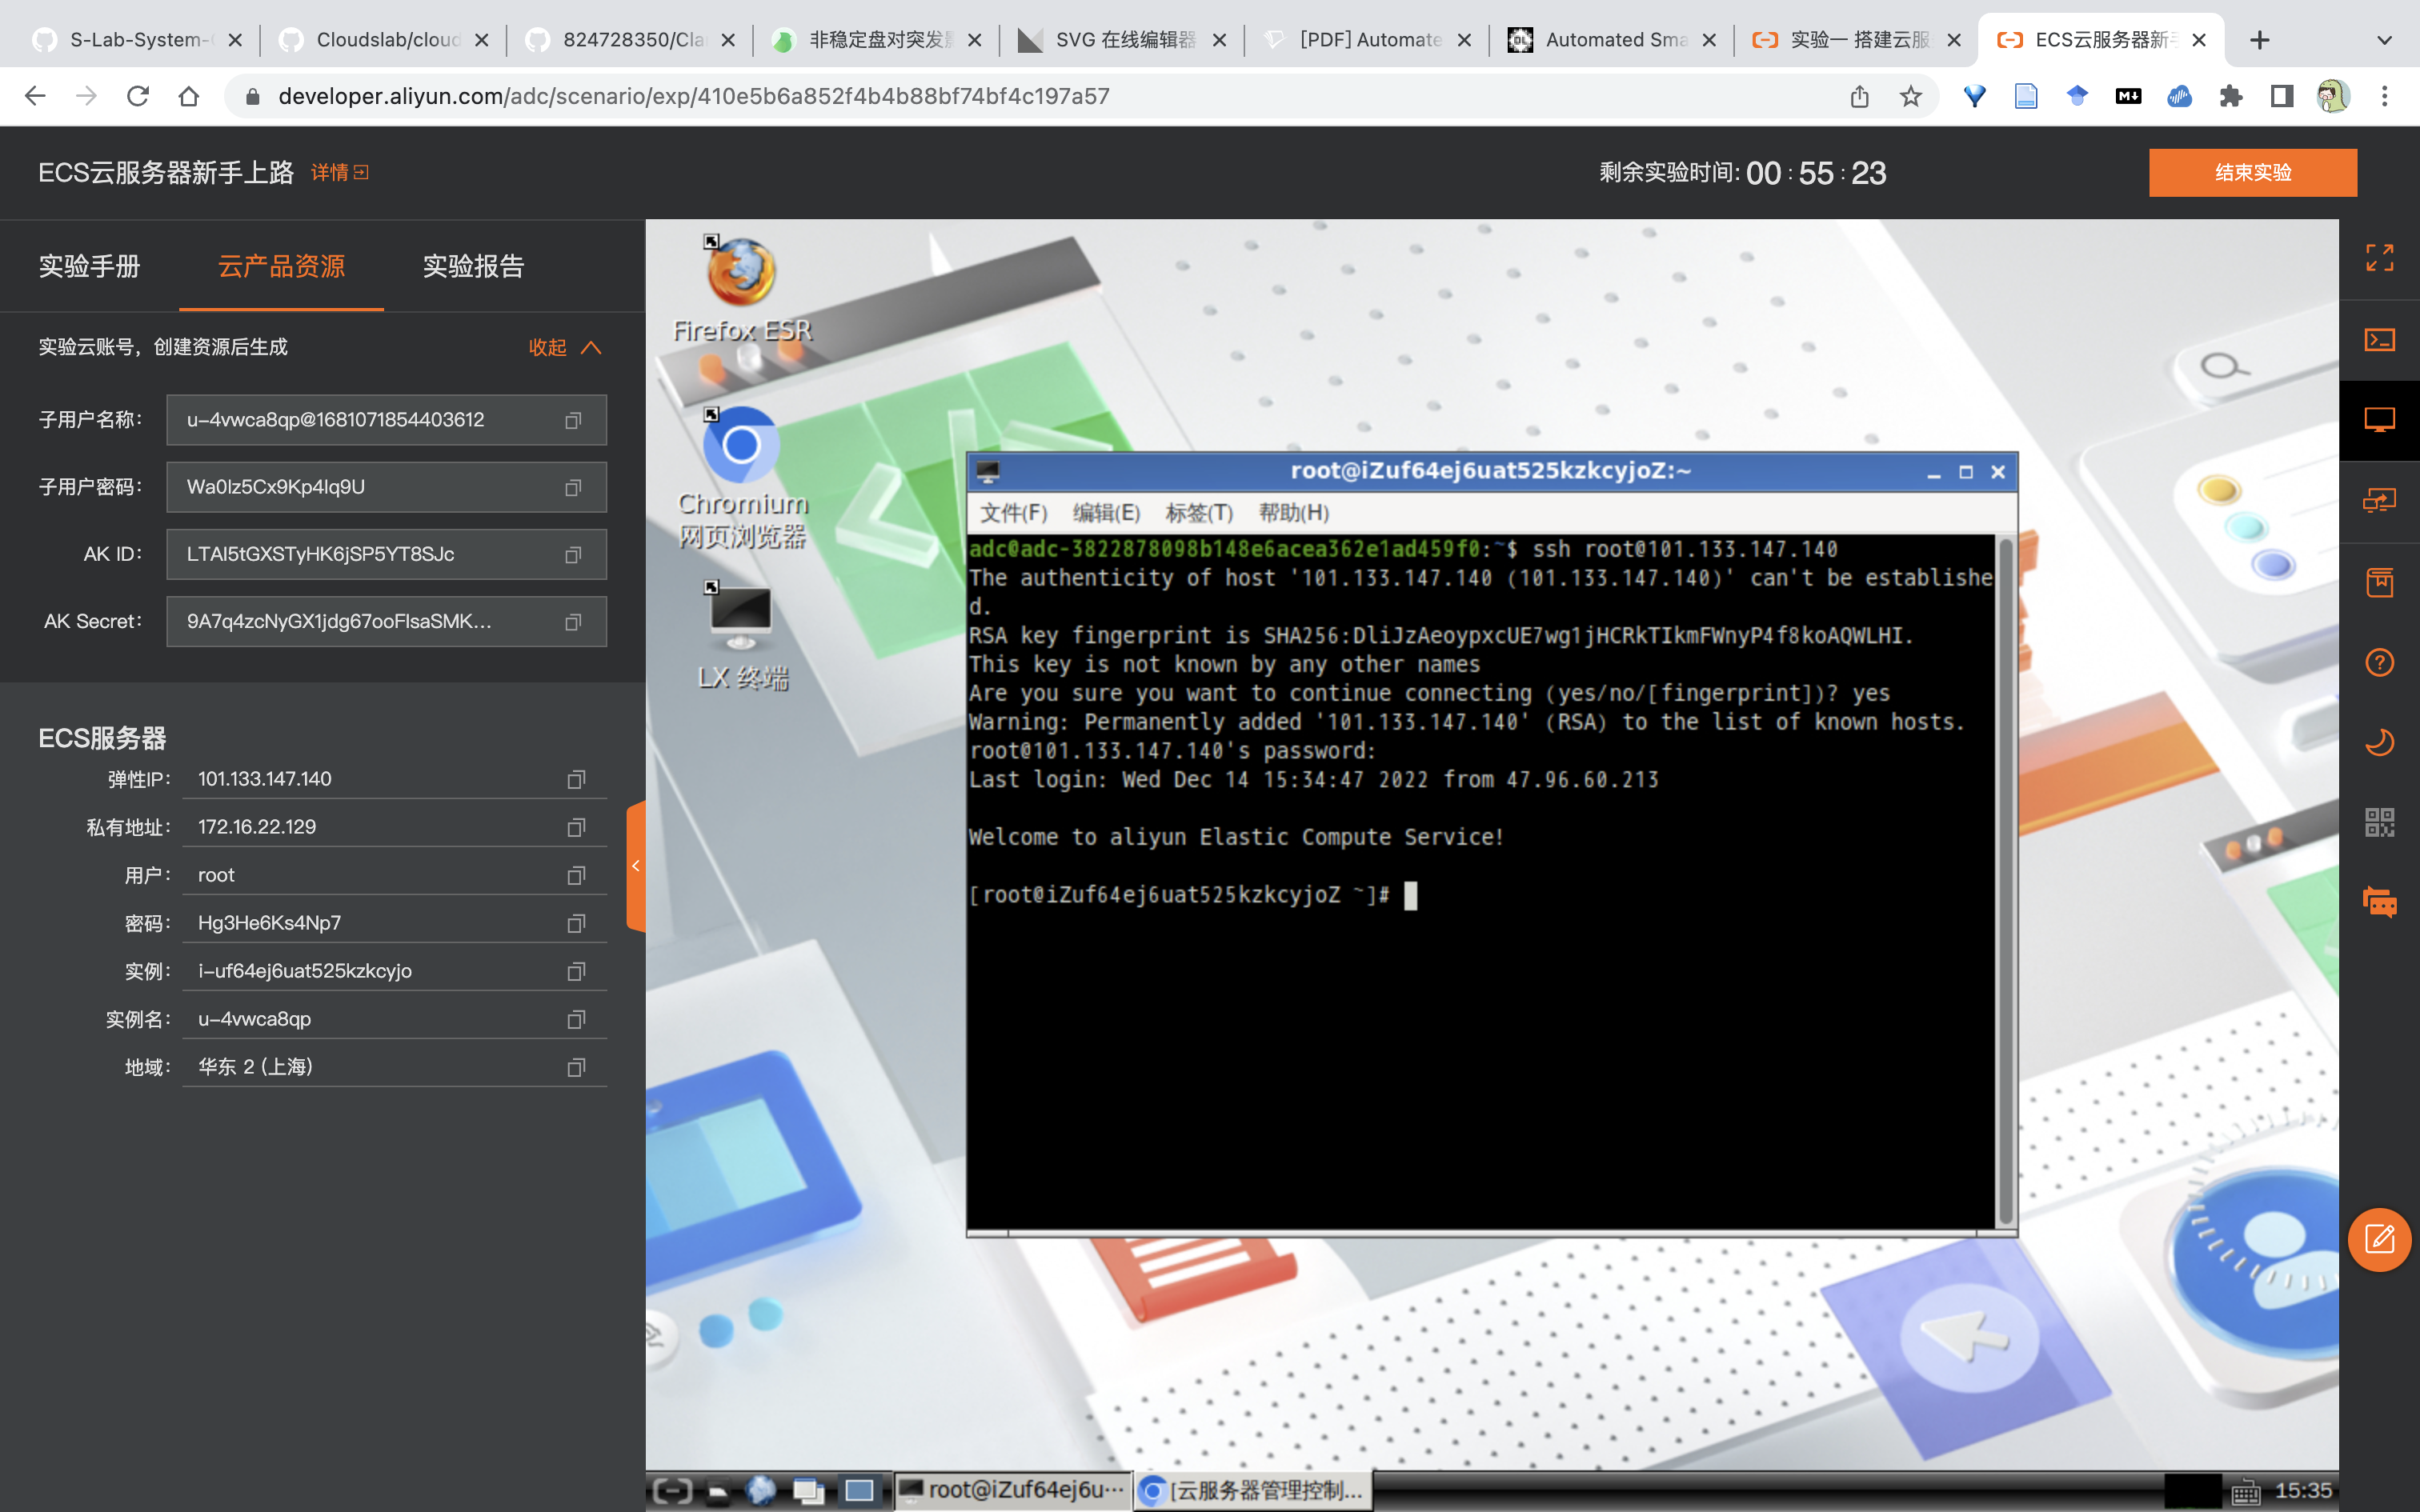 S-Lab-System-
Cloudslab/cloud
824728350/Cla
非稳定盘对突发
SVG 在线编辑器
[PDF] Automate
Automated Sma
实验一 搭建云服
ECS云服务器新手
developer.aliyun.com/adc/scenario/exp/410e5b6a852f4b4b88bf74bf4c197a57
ECS云服务器新手上路 详情
剩余实验时间: 00 : 55 : 23
结束实验
实验手册 云产品资源 实验报告
实验云账号，创建资源后生成 收起
子用户名称： u-4vwca8qp@1681071854403612
子用户密码： Wa0Iz5Cx9Kp4Iq9U
AK ID： LTAI5tGXSTyHK6jSP5YT8SJc
AK Secret： 9A7q4zcNyGX1jdg67ooFIsaSMK...
ECS服务器
弹性IP： 101.133.147.140
私有地址： 172.16.22.129
用户： root
密码： Hg3He6Ks4Np7
实例： i-uf64ej6uat525kzkcyjo
实例名： u-4vwca8qp
地域： 华东 2 (上海)
Firefox ESR
Chromium
网页浏览器
LX 终端
root@iZuf64ej6uat525kzkcyjoZ:~
文件(F) 编辑(E) 标签(T) 帮助(H)
adc@adc-3822878098b148e6acea362e1ad459f0:~$ ssh root@101.133.147.140
The authenticity of host '101.133.147.140 (101.133.147.140)' can't be establishe
d.
RSA key fingerprint is SHA256:DliJzAeoypxcUE7wg1jHCRkTIkmFWnyP4f8koAQWLHI.
This key is not known by any other names
Are you sure you want to continue connecting (yes/no/[fingerprint])? yes
Warning: Permanently added '101.133.147.140' (RSA) to the list of known hosts.
root@101.133.147.140's password:
Last login: Wed Dec 14 15:34:47 2022 from 47.96.60.213
Welcome to aliyun Elastic Compute Service!
[root@iZuf64ej6uat525kzkcyjoZ ~]#
root@iZuf64ej6u...
[云服务器管理控制...
15:35